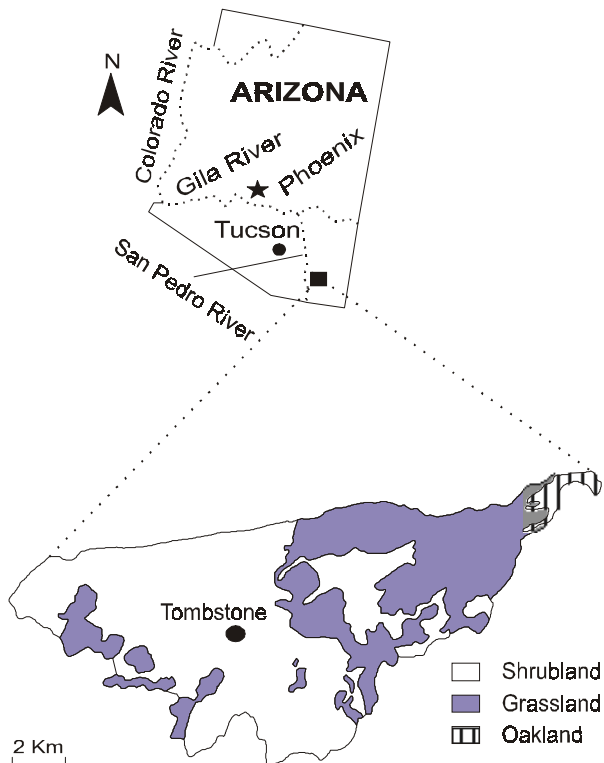 N
Colorado River
ARIZONA
Gila River
Phoenix
Tucson
San Pedro River
Tombstone
Shrubland
Grassland
Oakland
2 Km